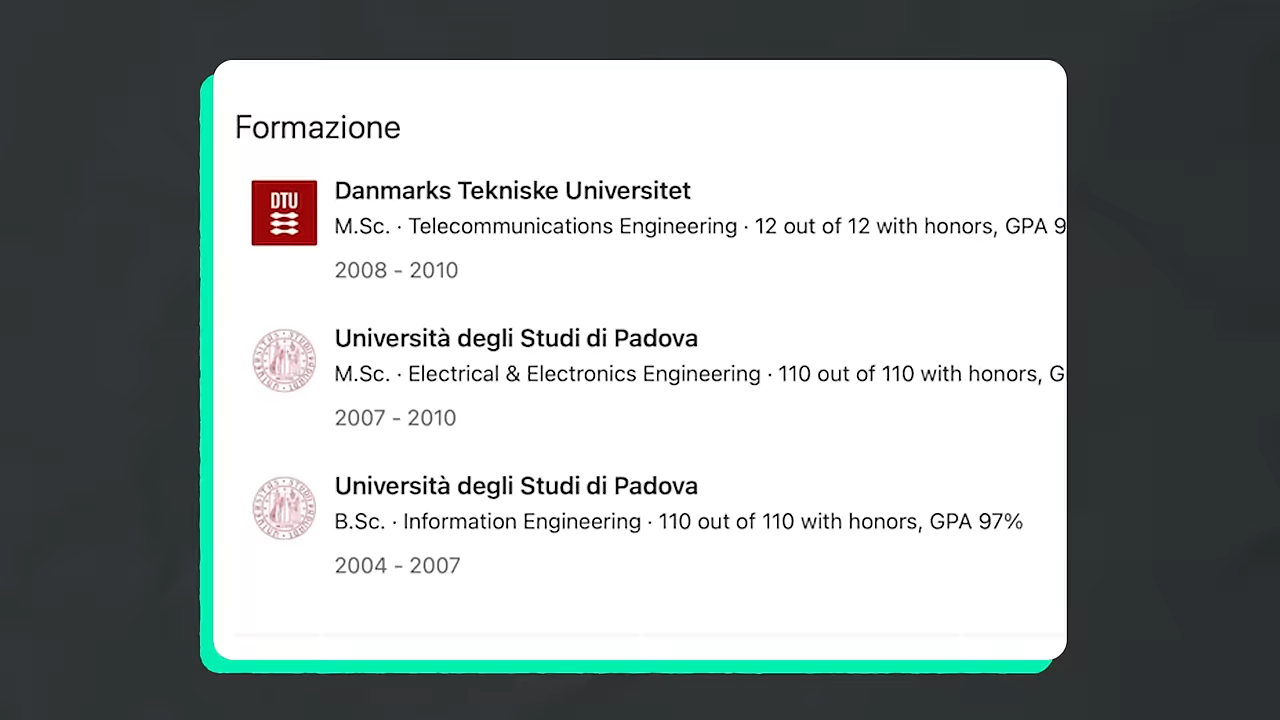 Formazione
DTU
Danmarks Tekniske Universitet
M.Sc. · Telecommunications Engineering · 12 out of 12 with honors, GPA 9
2008 - 2010
Università degli Studi di Padova
M.Sc. · Electrical & Electronics Engineering · 110 out of 110 with honors, G
2007 - 2010
Università degli Studi di Padova
B.Sc. · Information Engineering · 110 out of 110 with honors, GPA 97%
2004 - 2007